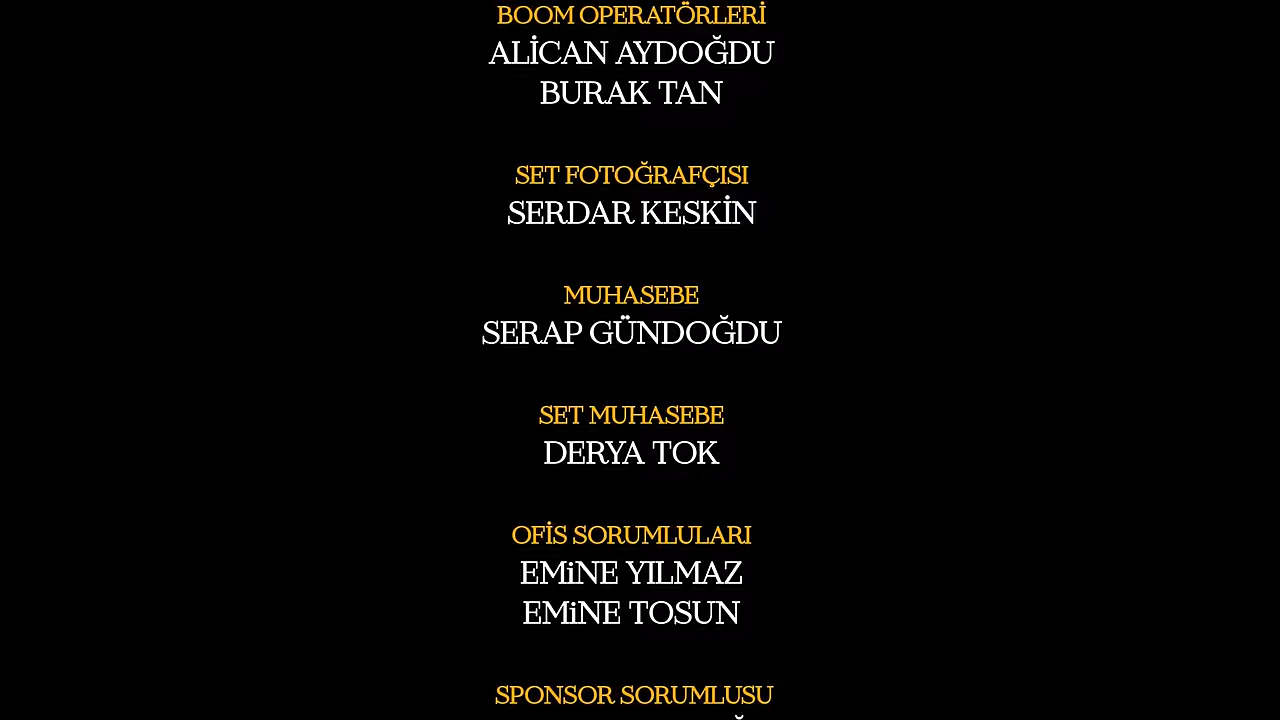 BOOM OPERATÖRLERİ
ALİCAN AYDOĞDU
BURAK TAN
SET FOTOĞRAFÇISI
SERDAR KESKİN
MUHASEBE
SERAP GÜNDOĞDU
SET MUHASEBE
DERYA TOK
OFİS SORUMLULARI
EMiNE YILMAZ
EMiNE TOSUN
SPONSOR SORUMLUSU